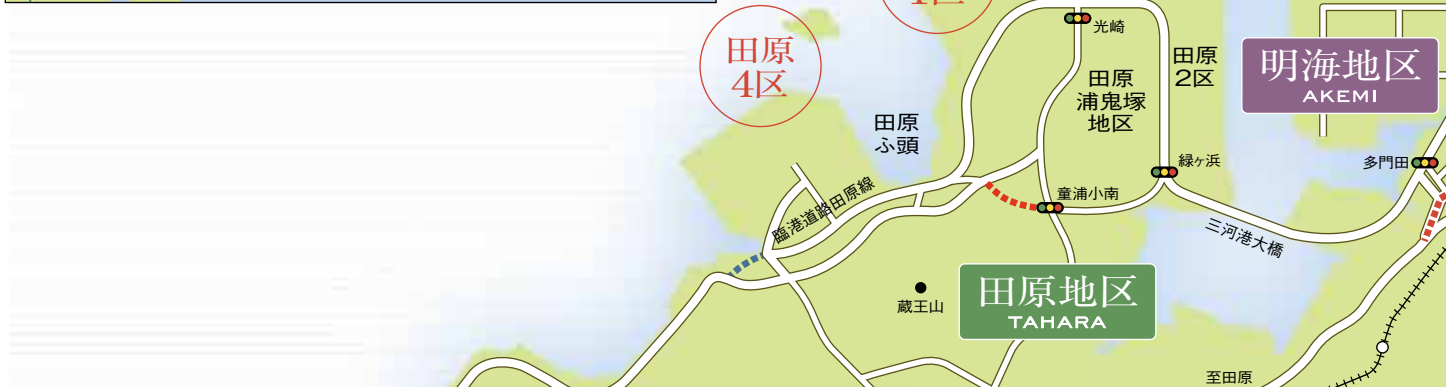 1区
光崎
田原
4区
田原
2区
明海地区
AKEMI
田原
浦鬼塚
地区
田原
ふ頭
多門田
緑ヶ浜
童浦小南
臨港道路田原線
三河港大橋
蔵王山
田原地区
TAHARA
至田原